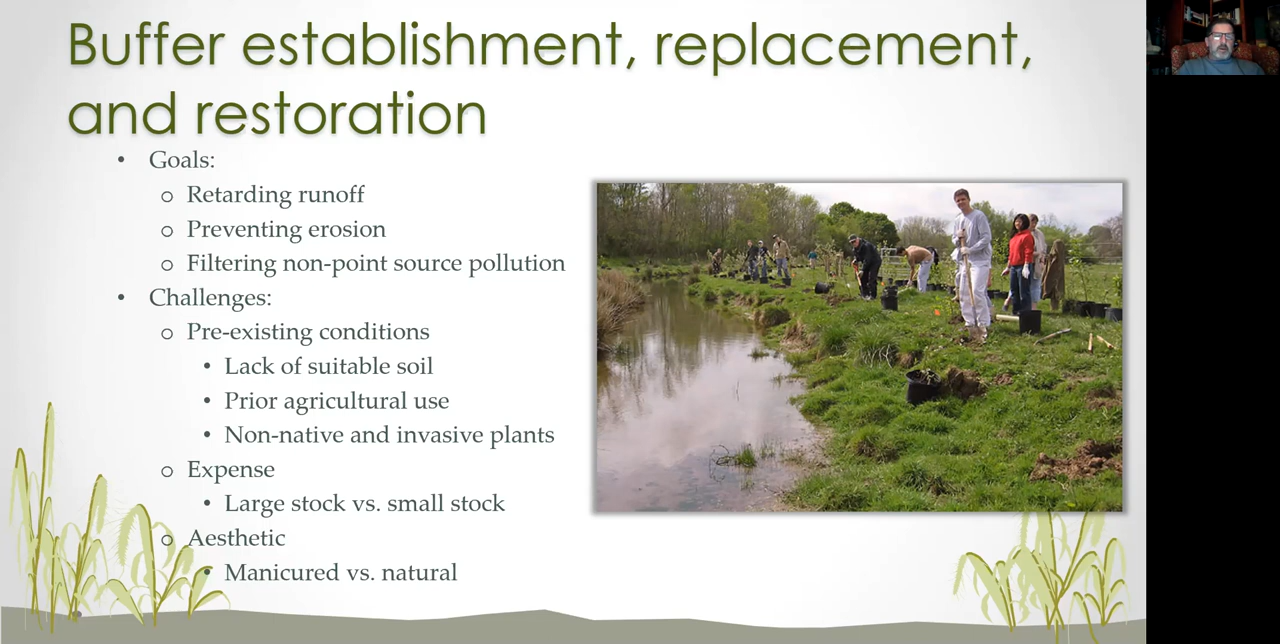 Buffer establishment, replacement,
and restoration
• Goals:
o Retarding runoff
o Preventing erosion
o Filtering non-point source pollution
• Challenges:
o Pre-existing conditions
• Lack of suitable soil
• Prior agricultural use
• Non-native and invasive plants
o Expense
• Large stock vs. small stock
o Aesthetic
• Manicured vs. natural